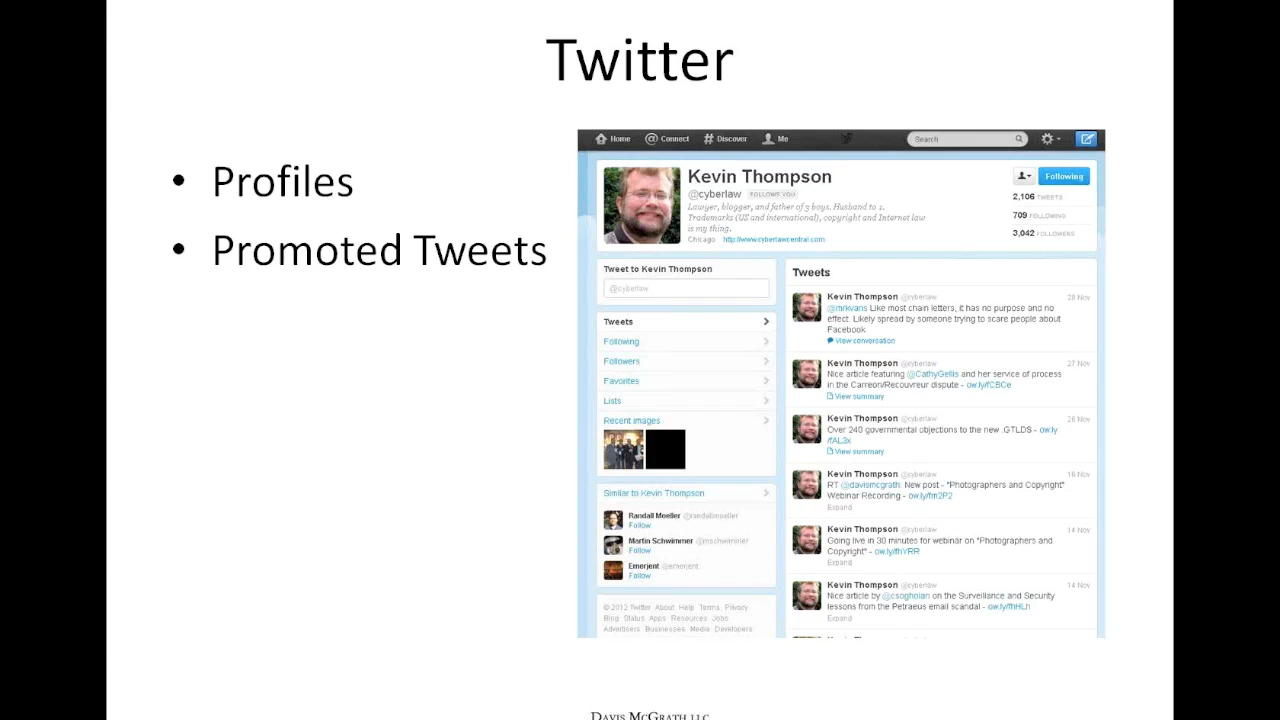 Twitter
• Profiles
• Promoted Tweets
Home @ Connect # Discover Me Search
Kevin Thompson
@cyberlaw FOLLOWS YOU
Lawyer, blogger, and father of 3 boys. Husband to 1.
Trademarks (US and international), copyright and Internet law
is my thing.
Chicago http://www.cyberlawcentral.com
Following
2,106 TWEETS
709 FOLLOWING
3,042 FOLLOWERS
Tweet to Kevin Thompson
@cyberlaw
Tweets
Following
Followers
Favorites
Lists
Recent images
Similar to Kevin Thompson
Randall Moeller @randallmoeller
Follow
Martin Schwimmer @mschwimmer
Follow
Emerjent @emerjent
Follow
© 2012 Twitter About Help Terms Privacy
Blog Status Apps Resources Jobs
Advertisers Businesses Media Developers
Tweets
Kevin Thompson @cyberlaw 28 Nov
@mrkvans Like most chain letters, it has no purpose and no
effect. Likely spread by someone trying to scare people about
Facebook.
View conversation
Kevin Thompson @cyberlaw 27 Nov
Nice article featuring @CathyGellis and her service of process
in the Carreon/Recouvreur dispute - ow.ly/fCBCe
View summary
Kevin Thompson @cyberlaw 26 Nov
Over 240 governmental objections to the new .GTLDS - ow.ly
/fAL3x
View summary
Kevin Thompson @cyberlaw 16 Nov
RT @davismcgrath: New post - "Photographers and Copyright"
Webinar Recording - ow.ly/fm2P2
Expand
Kevin Thompson @cyberlaw 14 Nov
Going live in 30 minutes for webinar on "Photographers and
Copyright" - ow.ly/fhYRR
Expand
Kevin Thompson @cyberlaw 14 Nov
Nice article by @csoghoian on the Surveillance and Security
lessons from the Petraeus email scandal - ow.ly/fhHLh
Expand
DAVIS MCGRATH LLC